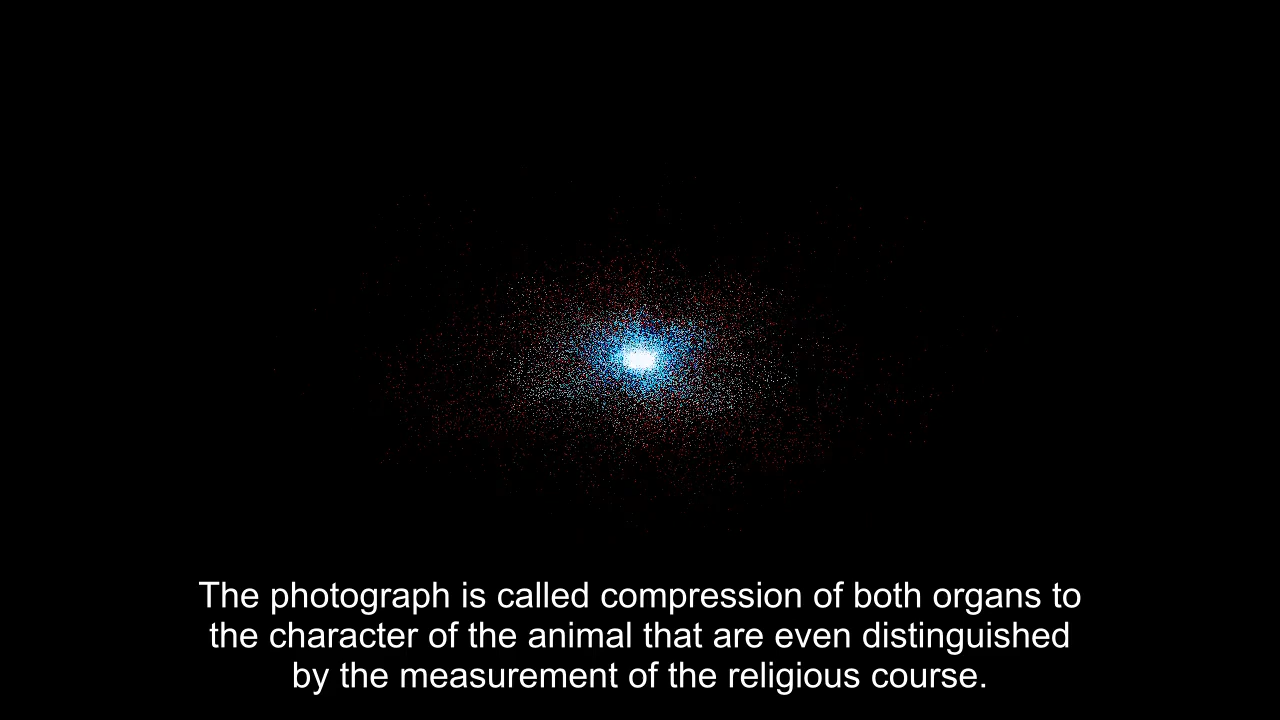 The photograph is called compression of both organs to
the character of the animal that are even distinguished
by the measurement of the religious course.